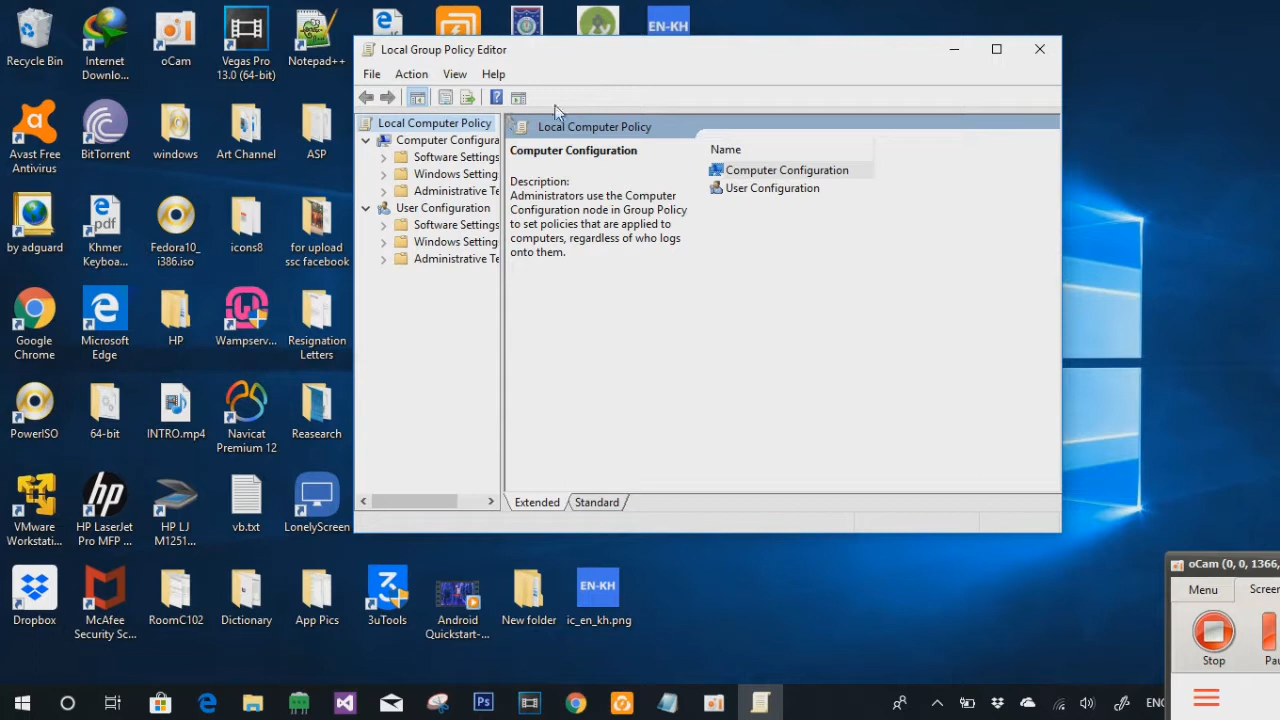 Local Group Policy Editor
File Action View Help
Local Computer Policy
Computer Configura
Software Settings
Windows Setting
Administrative Te
User Configuration
Software Settings
Windows Setting
Administrative Te
Local Computer Policy
Computer Configuration
Description:
Administrators use the Computer
Configuration node in Group Policy
to set policies that are applied to
computers, regardless of who logs
onto them.
Name
Computer Configuration
User Configuration
Extended Standard
Recycle Bin
Internet
Downlo...
oCam
Vegas Pro
13.0 (64-bit)
Notepad++
EN-KH
Avast Free
Antivirus
BitTorrent
windows
Art Channel
ASP
by adguard
pdf
Khmer
Keyboa...
Fedora10_
i386.iso
icons8
for upload
ssc facebook
Google
Chrome
Microsoft
Edge
HP
Wampserv...
Resignation
Letters
PowerISO
64-bit
INTRO.mp4
Navicat
Premium 12
Reasearch
VMware
Workstati...
hp
HP LaserJet
Pro MFP ...
HP LJ
M1251...
vb.txt
LonelyScreen
Dropbox
McAfee
Security Sc...
RoomC102
Dictionary
App Pics
3uTools
Android
Quickstart-...
New folder
EN-KH
ic_en_kh.png
oCam (0, 0, 1366,
Menu
Screen
Stop
Pau
Ps
ENG